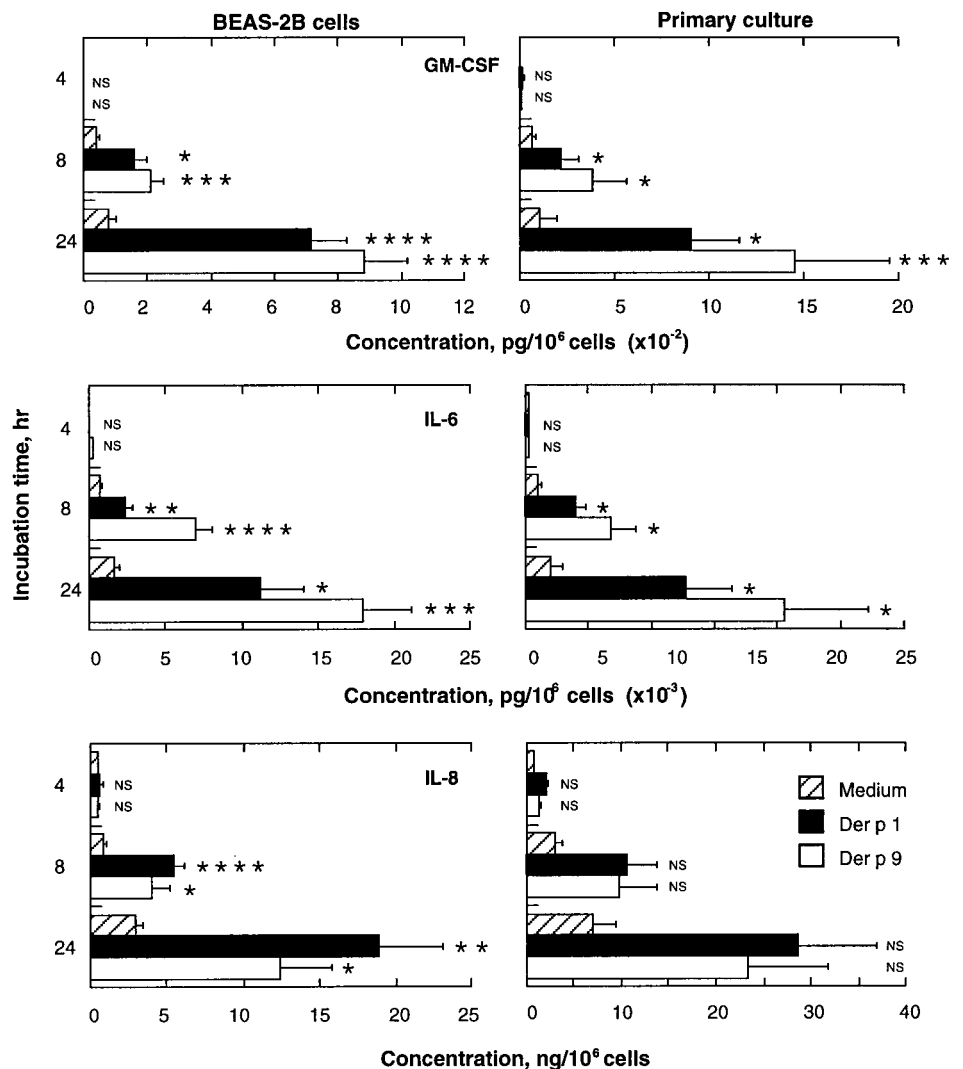 BEAS-2B cells Primary culture
GM-CSF
4 NS NS
NS NS
8 * *
* * * *
24 * * * * *
* * * * * * *
0 2 4 6 8 10 12 0 5 10 15 20
Concentration, pg/10⁶ cells (x10⁻²)
Incubation time, hr
IL-6
4 NS NS
NS NS
8 * * *
* * * * *
24 * *
* * * *
0 5 10 15 20 25 0 5 10 15 20 25
Concentration, pg/10⁶ cells (x10⁻³)
IL-8
4 NS NS
NS NS
Medium
Der p 1
Der p 9
8 * * * * NS
* NS
24 * * NS
* NS
0 5 10 15 20 25 0 10 20 30 40
Concentration, ng/10⁶ cells